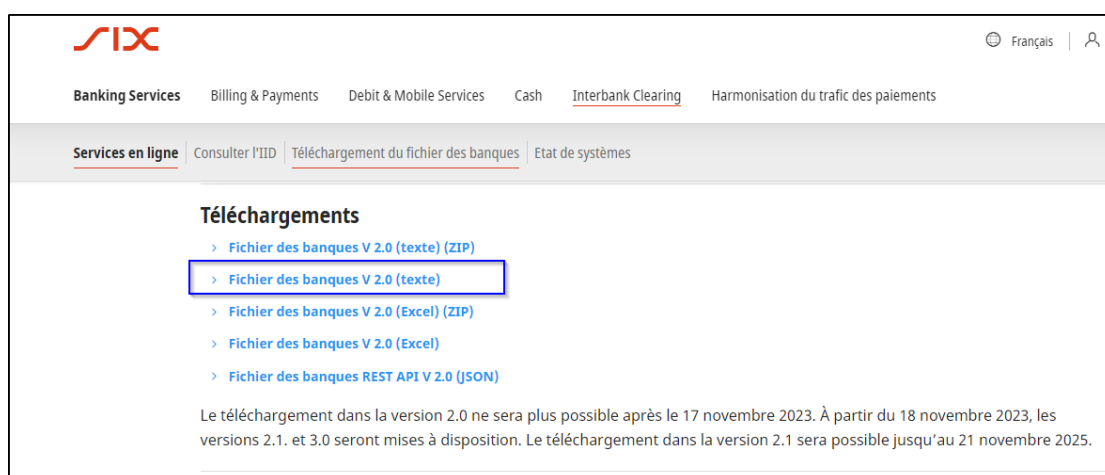 SIX
Français
Banking Services Billing & Payments Debit & Mobile Services Cash Interbank Clearing Harmonisation du trafic des paiements
Services en ligne Consulter l'IID Téléchargement du fichier des banques Etat de systèmes
Téléchargements
> Fichier des banques V 2.0 (texte) (ZIP)
> Fichier des banques V 2.0 (texte)
> Fichier des banques V 2.0 (Excel) (ZIP)
> Fichier des banques V 2.0 (Excel)
> Fichier des banques REST API V 2.0 (JSON)
Le téléchargement dans la version 2.0 ne sera plus possible après le 17 novembre 2023. À partir du 18 novembre 2023, les
versions 2.1. et 3.0 seront mises à disposition. Le téléchargement dans la version 2.1 sera possible jusqu'au 21 novembre 2025.